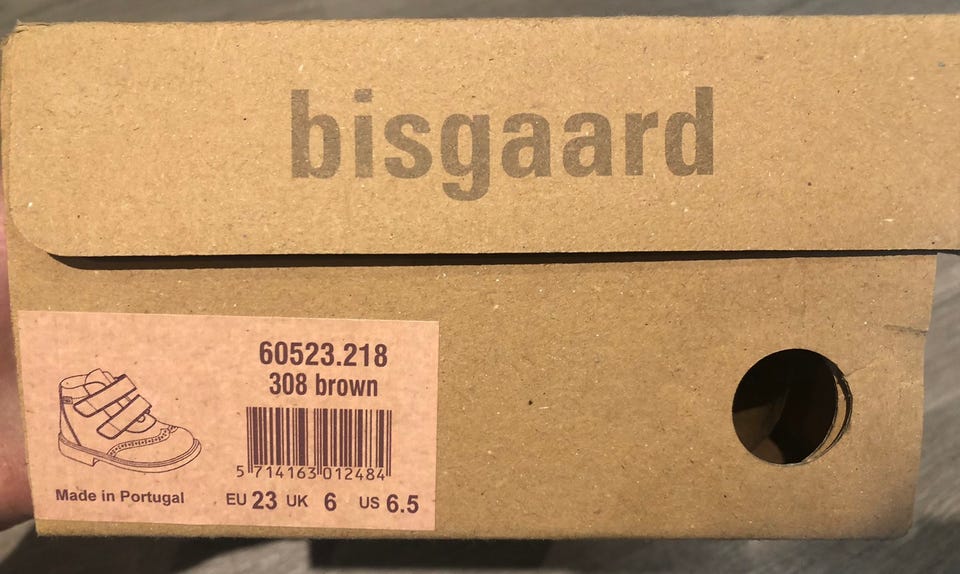 bisgaard
60523.218
308 brown
5 714163 012484
Made in Portugal
EU 23 UK 6 US 6.5